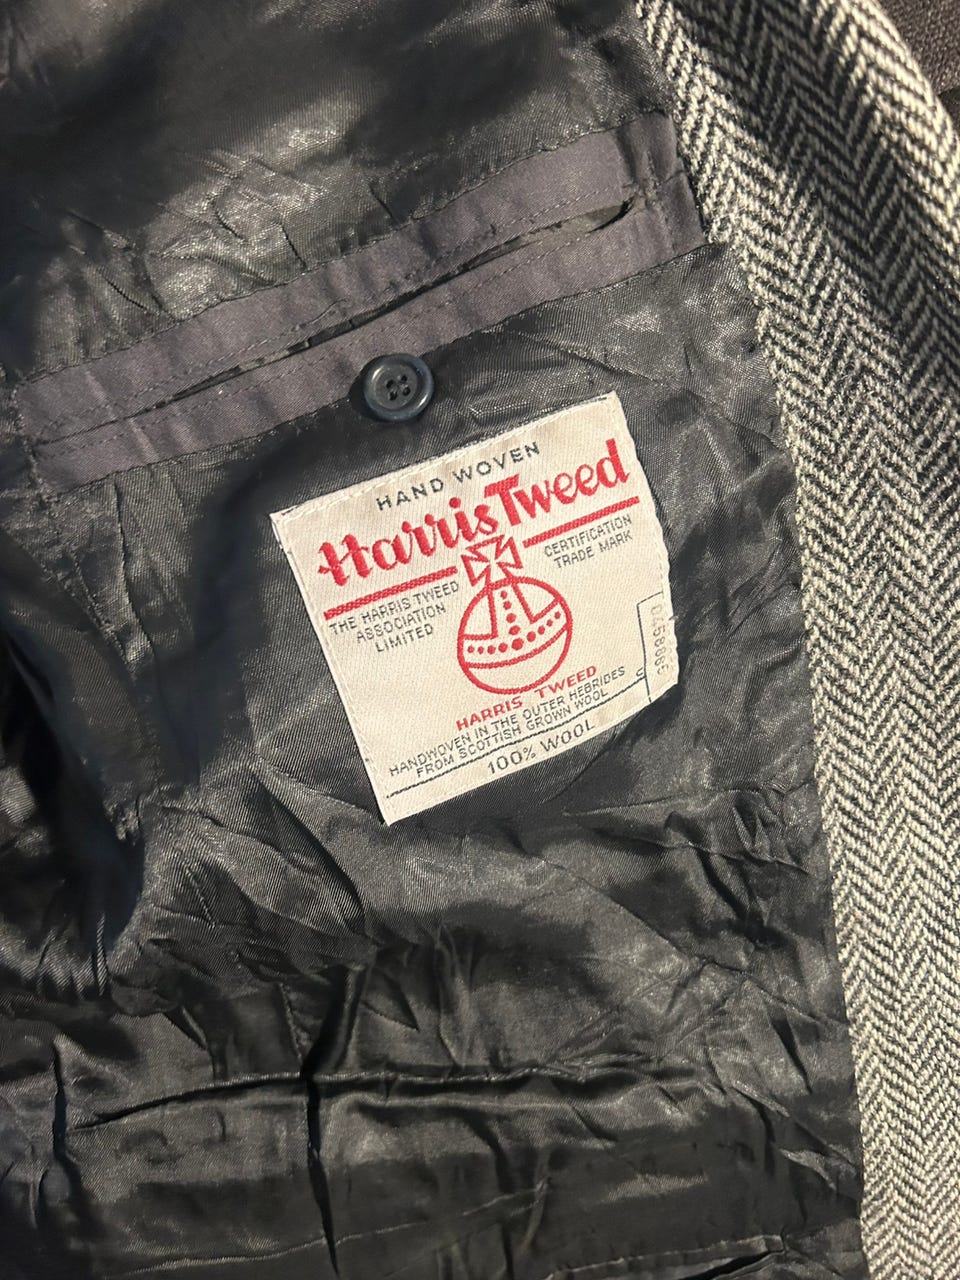 HAND WOVEN
Harris Tweed
THE HARRIS TWEED
ASSOCIATION
LIMITED
CERTIFICATION
TRADE MARK
HARRIS TWEED
HANDWOVEN IN THE OUTER HEBRIDES
FROM SCOTTISH GROWN WOOL
100% WOOL